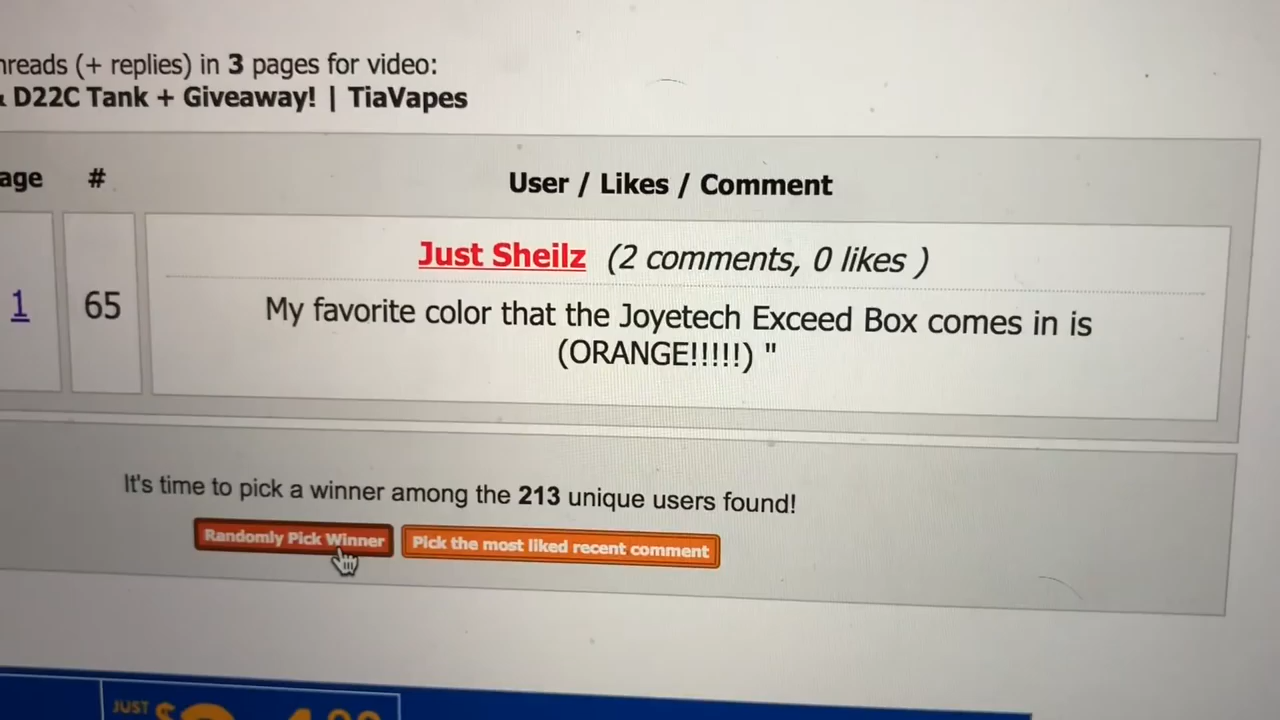 (+ replies) in 3 pages for video:
D22C Tank + Giveaway! | TiaVapes
#
User / Likes / Comment
Just Sheilz (2 comments, 0 likes )
1
65
My favorite color that the Joyetech Exceed Box comes in is
(ORANGE!!!!!) "
It's time to pick a winner among the 213 unique users found!
Randomly Pick Winner
Pick the most liked recent comment
JUST